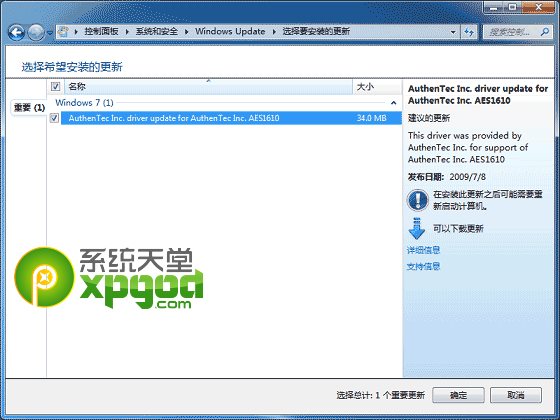 控制面板 ▸ 系统和安全 ▸ Windows Update ▸ 选择要安装的更新
搜索控制...
选择希望安装的更新
名称 大小
重要 (1)
Windows 7 (1)
AuthenTec Inc. driver update for AuthenTec Inc. AES1610 34.0 MB
AuthenTec Inc. driver update for AuthenTec Inc. AES1610
建议的更新
This driver was provided by AuthenTec Inc. for support of AuthenTec Inc. AES1610
发布日期: 2009/7/8
在安装此更新之后可能需要重新启动计算机。
可以下载更新
详细信息
支持信息
系统天堂
xpgod
.com
选择总计: 1 个重要更新
确定
取消